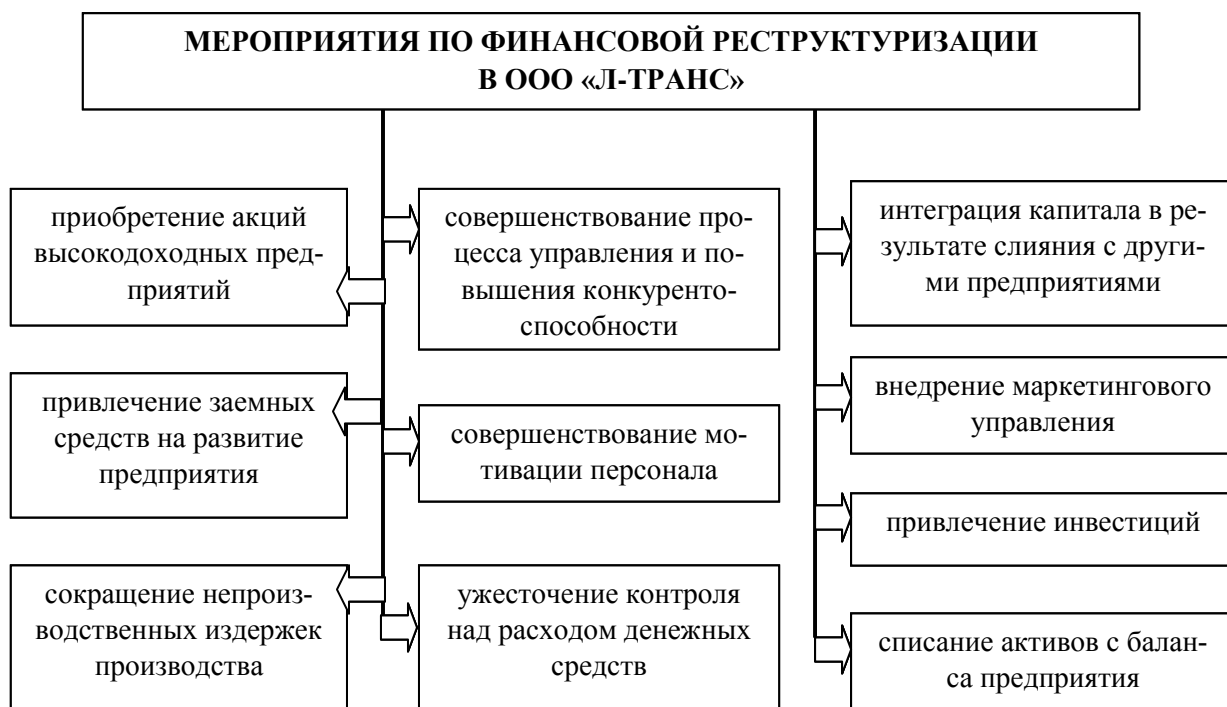 МЕРОПРИЯТИЯ ПО ФИНАНСОВОЙ РЕСТРУКТУРИЗАЦИИ
В ООО «Л-ТРАНС»
приобретение акций
высокодоходных пред-
приятий
привлечение заемных
средств на развитие
предприятия
сокращение непроиз-
водственных издержек
производства
совершенствование про-
цесса управления и по-
вышения конкуренто-
способности
совершенствование мо-
тивации персонала
ужесточение контроля
над расходом денежных
средств
интеграция капитала в ре-
зультате слияния с други-
ми предприятиями
внедрение маркетингового
управления
привлечение инвестиций
списание активов с балан-
са предприятия